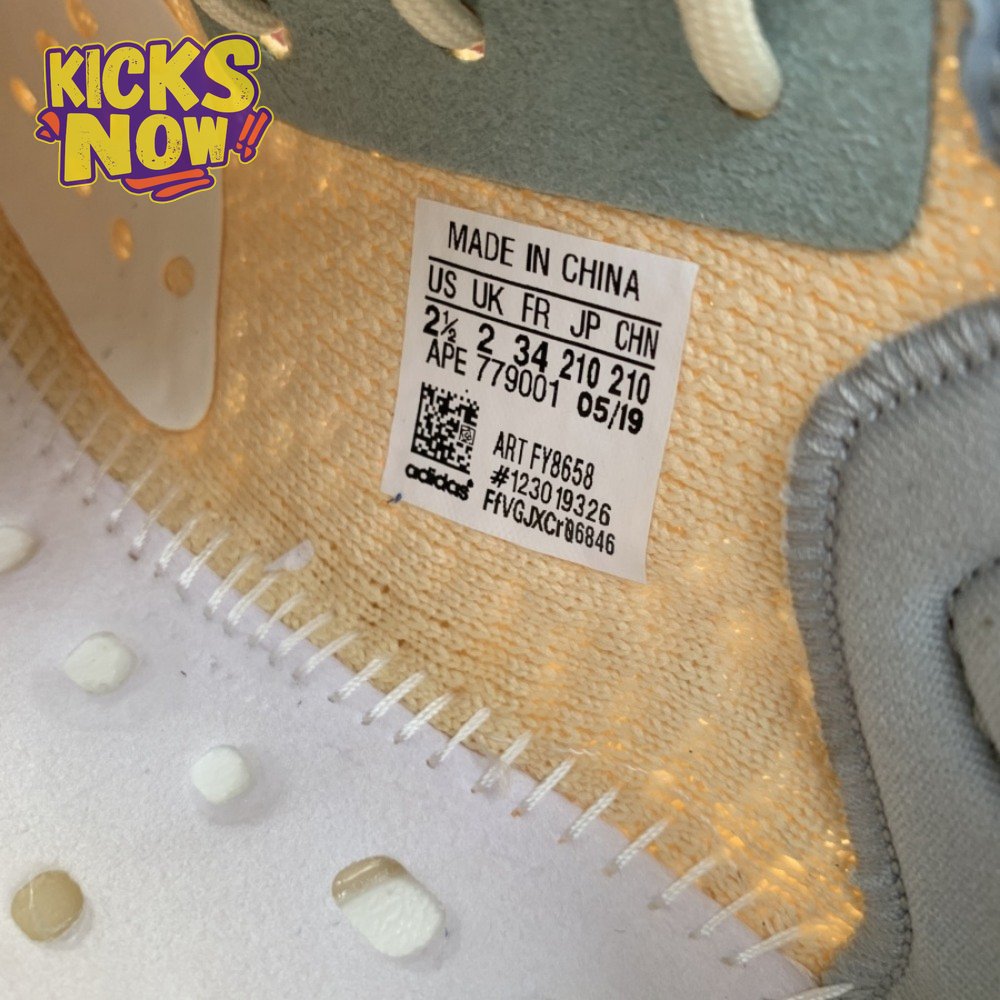 KICKS
NOW!!
MADE IN CHINA
US UK FR JP CHN
2½ 2 34 210 210
APE 779001 05/19
ART FY8658
#123019326
adidas